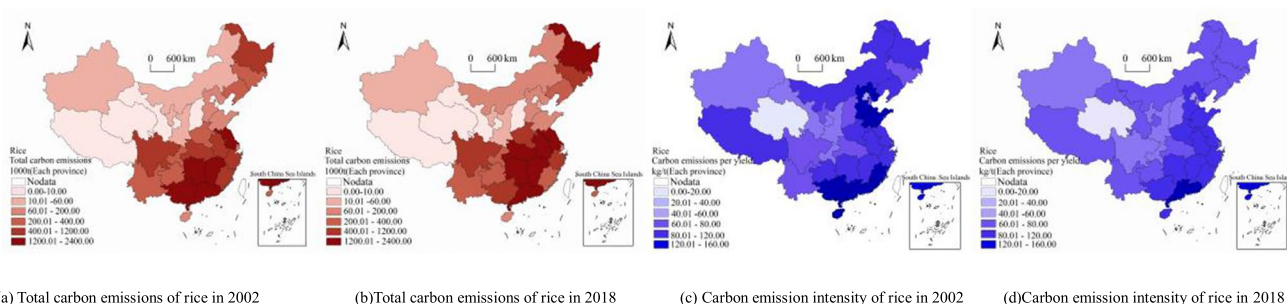 N
0 600 km
Rice
Total carbon emissions
1000t(Each province)
Nodata
0.00-10.00
10.01 -60.00
60.01 - 200.00
200.01 - 400.00
400.01 - 1200.00
1200.01 - 2400.00
South China Sea Islands
N
0 600 km
Rice
Total carbon emissions
1000t(Each province)
Nodata
0.00-10.00
10.01 -60.00
60.01 - 200.00
200.01 - 400.00
400.01 - 1200.00
1200.01 - 2400.00
South China Sea Islands
N
0 600 km
Rice
Carbon emissions per yield
kg/t(Each province)
Nodata
0.00-20.00
20.01 - 40.00
40.01 - 60.00
60.01 - 80.00
80.01 - 120.00
120.01 - 160.00
South China Sea Islands
N
0 600 km
Rice
Carbon emissions per yield
kg/t(Each province)
Nodata
0.00-20.00
20.01 - 40.00
40.01 - 60.00
60.01 - 80.00
80.01 - 120.00
120.01 - 160.00
South China Sea Islands
a) Total carbon emissions of rice in 2002
(b)Total carbon emissions of rice in 2018
(c) Carbon emission intensity of rice in 2002
(d)Carbon emission intensity of rice in 2018